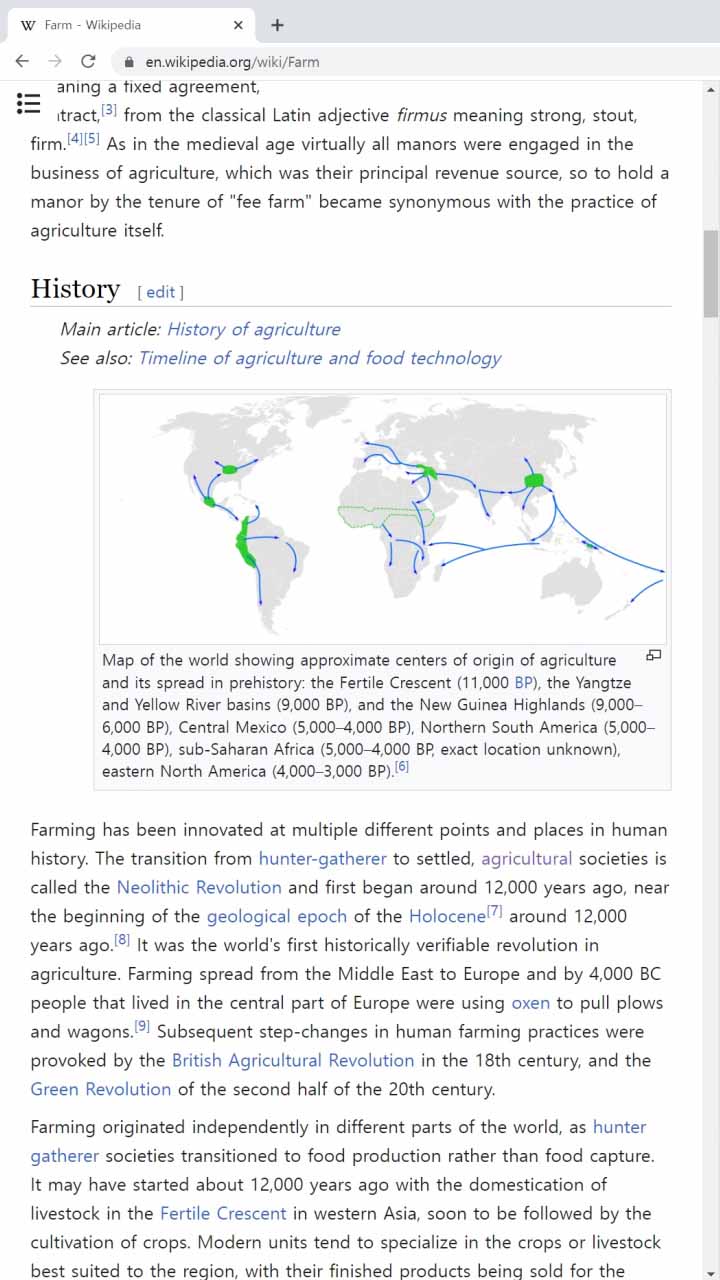 W Farm - Wikipedia
en.wikipedia.org/wiki/Farm
aning a fixed agreement,
tract,[3] from the classical Latin adjective firmus meaning strong, stout,
firm.[4][5] As in the medieval age virtually all manors were engaged in the
business of agriculture, which was their principal revenue source, so to hold a
manor by the tenure of "fee farm" became synonymous with the practice of
agriculture itself.
History [ edit ]
Main article: History of agriculture
See also: Timeline of agriculture and food technology
Map of the world showing approximate centers of origin of agriculture
and its spread in prehistory: the Fertile Crescent (11,000 BP), the Yangtze
and Yellow River basins (9,000 BP), and the New Guinea Highlands (9,000–
6,000 BP), Central Mexico (5,000–4,000 BP), Northern South America (5,000–
4,000 BP), sub-Saharan Africa (5,000–4,000 BP, exact location unknown),
eastern North America (4,000–3,000 BP).[6]
Farming has been innovated at multiple different points and places in human
history. The transition from hunter-gatherer to settled, agricultural societies is
called the Neolithic Revolution and first began around 12,000 years ago, near
the beginning of the geological epoch of the Holocene[7] around 12,000
years ago.[8] It was the world's first historically verifiable revolution in
agriculture. Farming spread from the Middle East to Europe and by 4,000 BC
people that lived in the central part of Europe were using oxen to pull plows
and wagons.[9] Subsequent step-changes in human farming practices were
provoked by the British Agricultural Revolution in the 18th century, and the
Green Revolution of the second half of the 20th century.
Farming originated independently in different parts of the world, as hunter
gatherer societies transitioned to food production rather than food capture.
It may have started about 12,000 years ago with the domestication of
livestock in the Fertile Crescent in western Asia, soon to be followed by the
cultivation of crops. Modern units tend to specialize in the crops or livestock
best suited to the region, with their finished products being sold for the